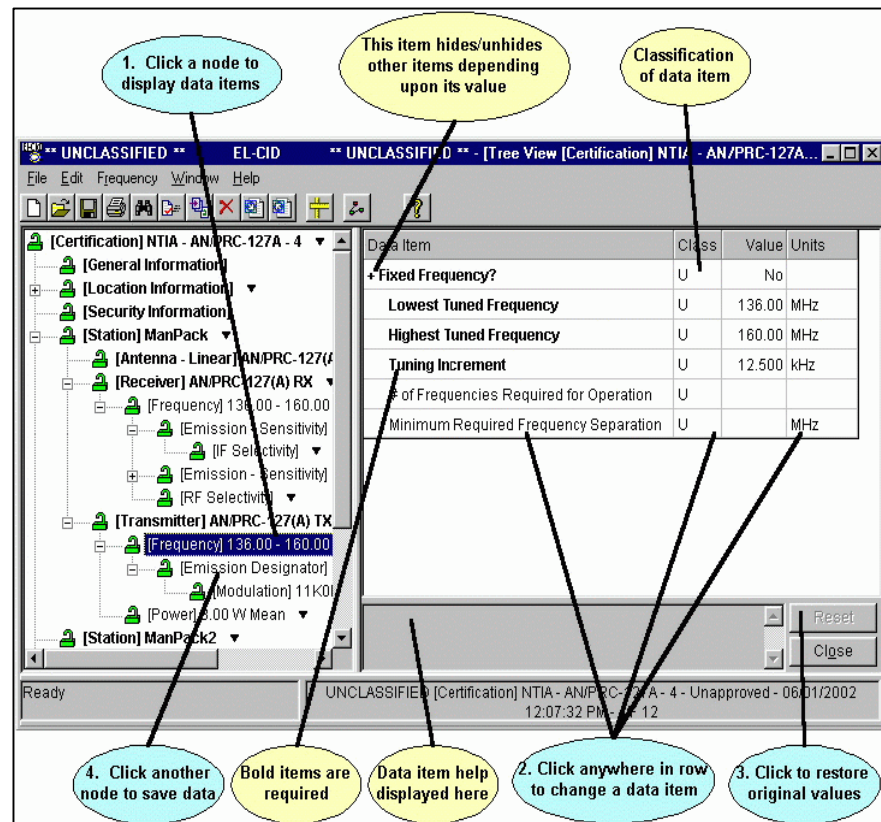 1. Click a node to
display data items
This item hides/unhides
other items depending
upon its value
Classification
of data item
** UNCLASSIFIED ** EL-CID ** UNCLASSIFIED ** - [Tree View [Certification] NTIA - AN/PRC-127A...
File Edit Frequency Window Help
[Certification] NTIA - AN/PRC-127A - 4
[General Information]
[Location Information]
[Security Information]
[Station] ManPack
[Antenna - Linear] AN/PRC-127(A
[Receiver] AN/PRC-127(A) RX
[Frequency] 136.00 - 160.00
[Emission - Sensitivity]
[IF Selectivity]
[Emission - Sensitivity]
[RF Selectivity]
[Transmitter] AN/PRC-127(A) TX
[Frequency] 136.00 - 160.00
[Emission Designator]
[Modulation] 11K0
[Power] 3.00 W Mean
[Station] ManPack2
Data Item Class Value Units
+ Fixed Frequency? U No
Lowest Tuned Frequency U 136.00 MHz
Highest Tuned Frequency U 160.00 MHz
Tuning Increment U 12.500 kHz
# of Frequencies Required for Operation U
Minimum Required Frequency Separation U MHz
Reset
Close
Ready
UNCLASSIFIED [Certification] NTIA - AN/PRC-127A - 4 - Unapproved - 06/01/2002
12:07:32 PM - 12
4. Click another
node to save data
Bold items are
required
Data item help
displayed here
2. Click anywhere in row
to change a data item
3. Click to restore
original values